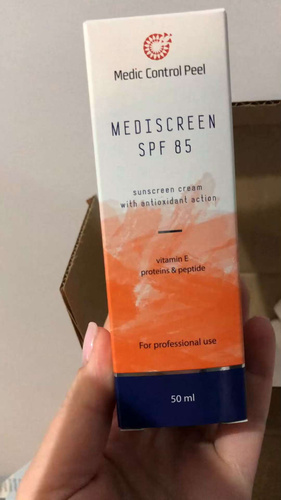 Medic Control Peel
MEDISCREEN
SPF 85
sunscreen cream
with antioxidant action
vitamin E
proteins & peptide
For professional use
50 ml